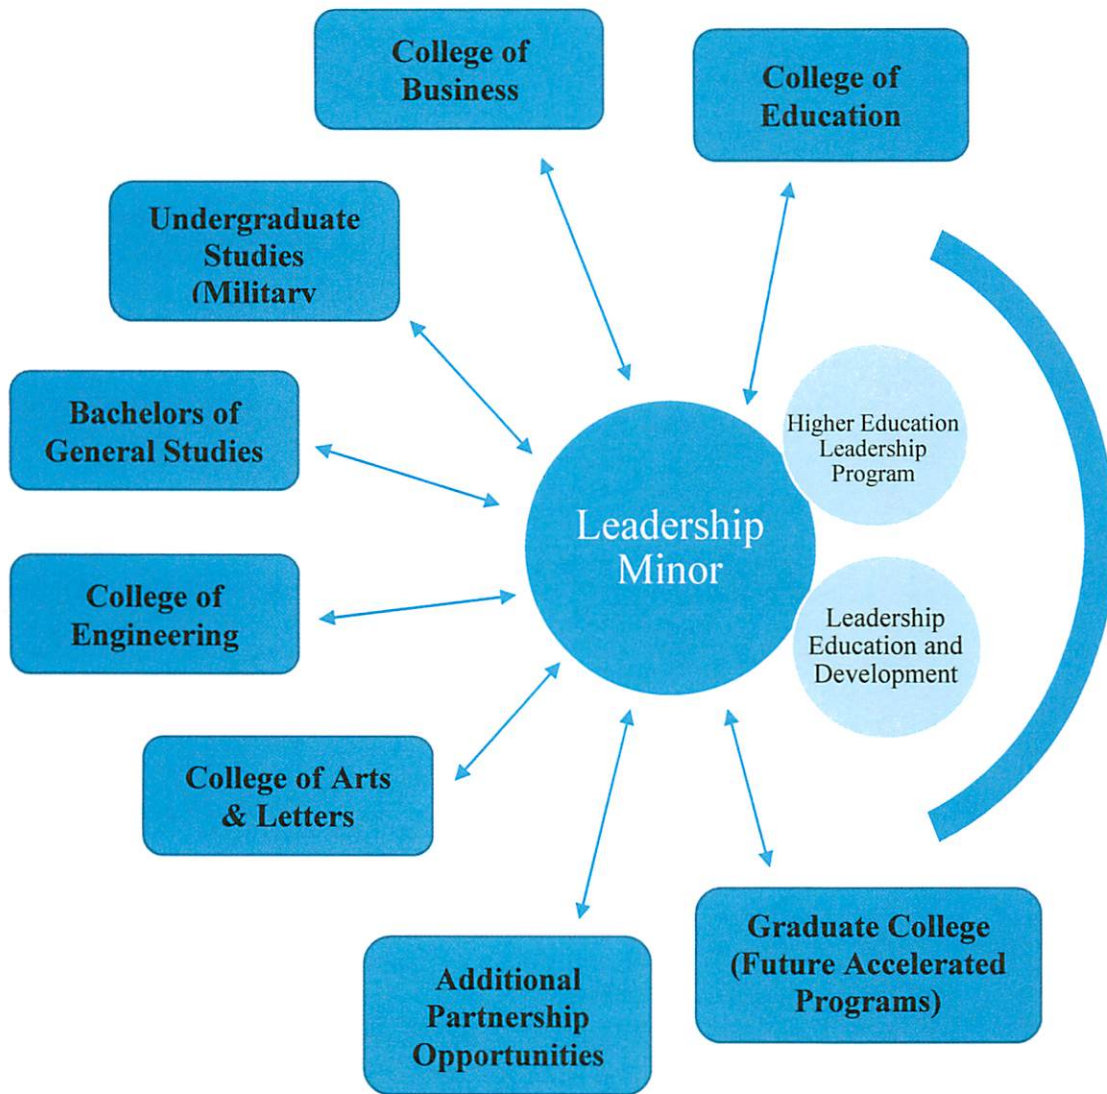 College of
Business
College of
Education
Undergraduate
Studies
(Military
Bachelors of
General Studies
Higher Education
Leadership
Program
Leadership
Minor
College of
Engineering
Leadership
Education and
Development
College of Arts
& Letters
Graduate College
(Future Accelerated
Programs)
Additional
Partnership
Opportunities